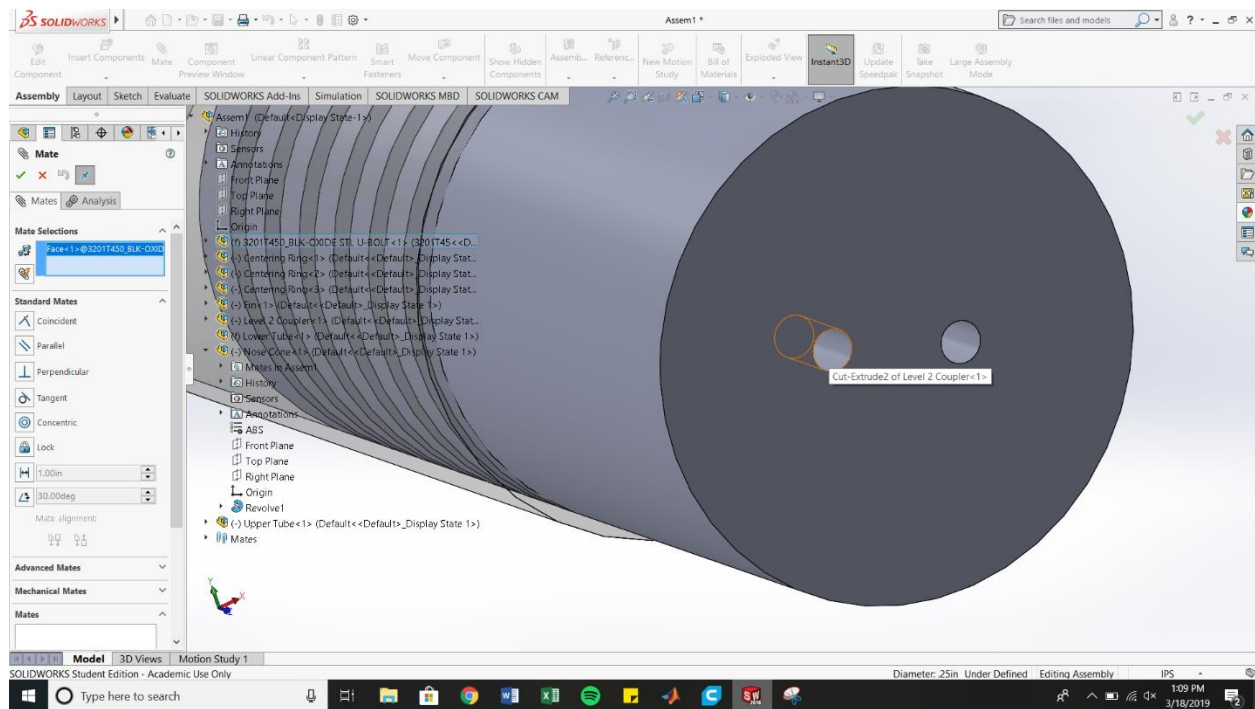 SOLIDWORKS
Assem1 *
Search files and models
Edit Component
Insert Components
Mate
Component Preview Window
Linear Component Pattern
Smart Fasteners
Move Component
Show Hidden Components
Assemb...
Referenc...
New Motion Study
Bill of Materials
Exploded View
Instant3D
Update Speedpak
Take Snapshot
Large Assembly Mode
Assembly Layout Sketch Evaluate SOLIDWORKS Add-Ins Simulation SOLIDWORKS MBD SOLIDWORKS CAM
Mate
Mates Analysis
Mate Selections
Face<1>@3201T450_BLK-OXID
Standard Mates
Coincident
Parallel
Perpendicular
Tangent
Concentric
Lock
1.00in
30.00deg
Mate alignment:
Advanced Mates
Mechanical Mates
Mates
Assem1 (Default<Display State-1>)
History
Sensors
Annotations
Front Plane
Top Plane
Right Plane
Origin
(f) 3201T450_BLK-OXIDE STL U-BOLT<1> (3201T45<<D...
(-) Centering Ring<1> (Default<<Default>_Display Stat...
(-) Centering Ring<2> (Default<<Default>_Display Stat...
(-) Centering Ring<3> (Default<<Default>_Display Stat...
(-) Fin<1> (Default<<Default>_Display State 1>)
(-) Level 2 Coupler<1> (Default<<Default>_Display Stat...
(f) Lower Tube<1> (Default<<Default>_Display State 1>)
(-) Nose Cone<1> (Default<<Default>_Display State 1>)
Mates in Assem1
History
Sensors
Annotations
ABS
Front Plane
Top Plane
Right Plane
Origin
Revolve1
(-) Upper Tube<1> (Default<<Default>_Display State 1>)
Mates
Cut-Extrude2 of Level 2 Coupler<1>
Y
X
Z
Model 3D Views Motion Study 1
SOLIDWORKS Student Edition - Academic Use Only
Diameter: .25in Under Defined Editing Assembly IPS
Type here to search
1:09 PM
3/18/2019